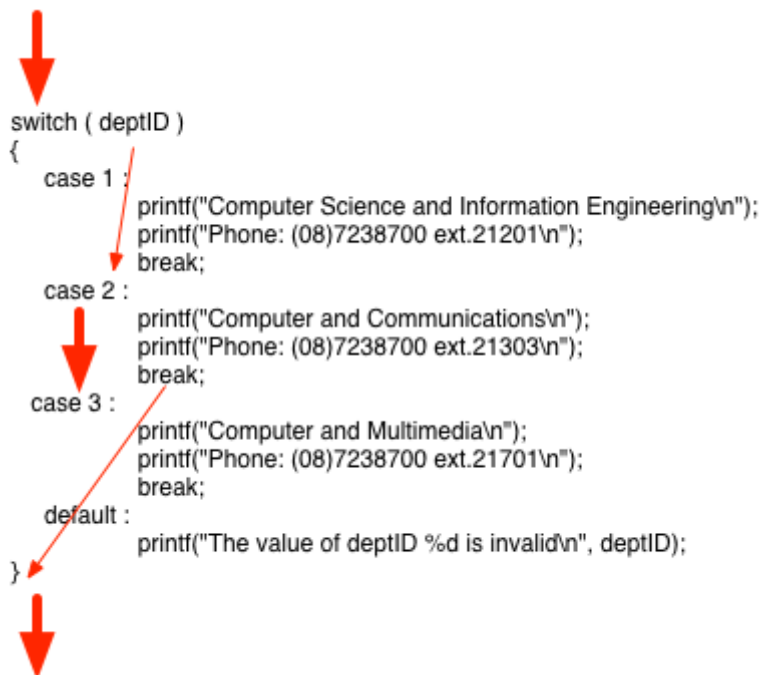 switch ( deptID )
{
case 1 :
printf("Computer Science and Information Engineering\n");
printf("Phone: (08)7238700 ext.21201\n");
break;
case 2 :
printf("Computer and Communications\n");
printf("Phone: (08)7238700 ext.21303\n");
break;
case 3 :
printf("Computer and Multimedia\n");
printf("Phone: (08)7238700 ext.21701\n");
break;
default :
printf("The value of deptID %d is invalid\n", deptID);
}